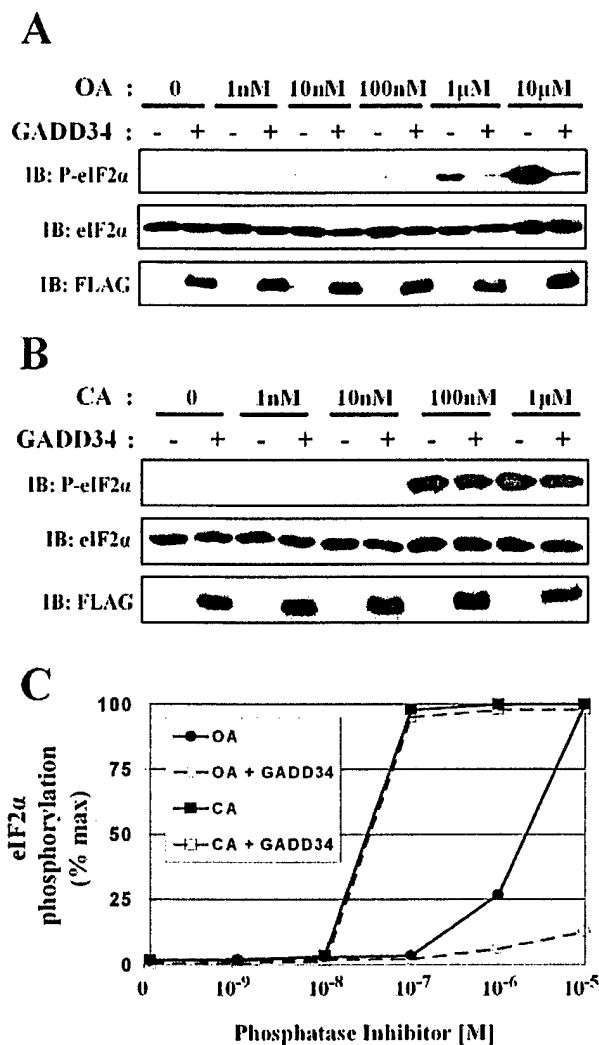 A
OA : 0 1nM 10nM 100nM 1µM 10µM
GADD34 : - + - + - + - + - + - +
IB: P-eIF2α
IB: eIF2α
IB: FLAG
B
CA : 0 1nM 10nM 100nM 1µM
GADD34 : - + - + - + - + - +
IB: P-eIF2α
IB: eIF2α
IB: FLAG
C
eIF2α
phosphorylation
(% max)
100
75
50
25
0
OA
OA + GADD34
CA
CA + GADD34
0 10⁻⁹ 10⁻⁸ 10⁻⁷ 10⁻⁶ 10⁻⁵
Phosphatase Inhibitor [M]